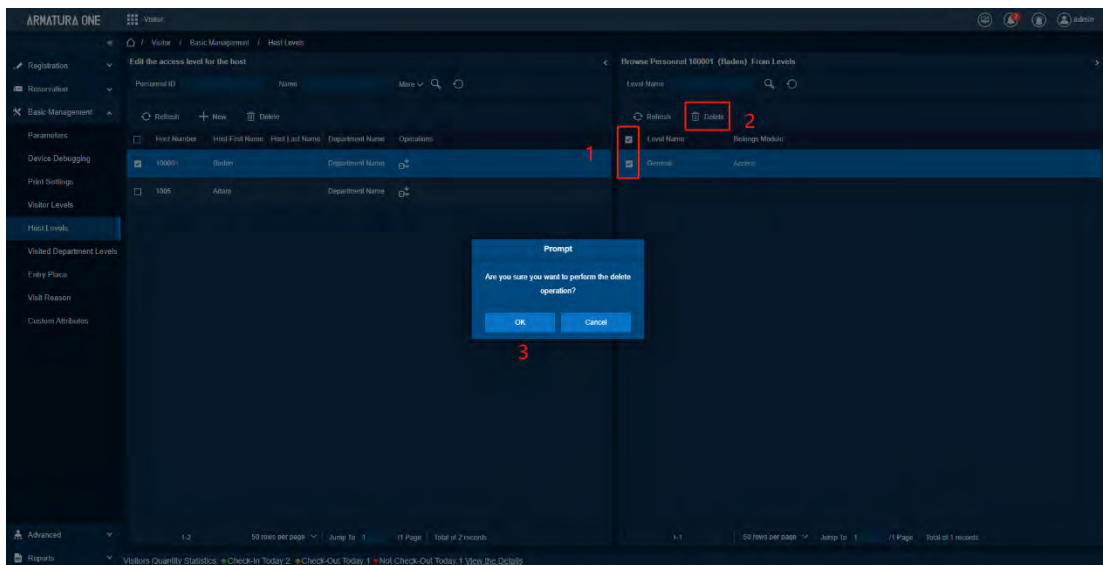 ARMATURA ONE
Visitor
admin
/ Visitor / Basic Management / Host Levels
Registration
Reservation
Basic Management
Parameters
Device Debugging
Print Settings
Visitor Levels
Host Levels
Visited Department Levels
Entry Place
Visit Reason
Custom Attributes
Advanced
Reports
Edit the access level for the host
Personnel ID Name More
Refresh New Delete
Host Number Host First Name Host Last Name Department Name Operations
100001 Baden Department Name
1005 Adam Department Name
1-2 50 rows per page Jump To 1 /1 Page Total of 2 records
Browse Personnel 100001 (Baden) From Levels
Level Name
Refresh Delete 2
1 Level Name Belongs Module
General Access
1-1 50 rows per page Jump To 1 /1 Page Total of 1 records
Prompt
Are you sure you want to perform the delete
operation?
OK Cancel
3
Visitors Quantity Statistics: Check-In Today:2 Check-Out Today:1 Not Check-Out Today:1 View the Details